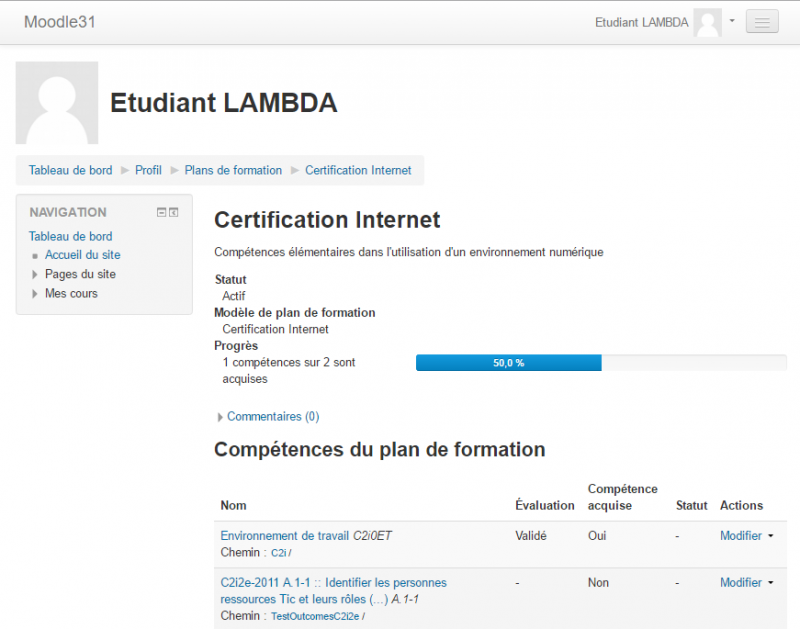 Moodle31
Etudiant LAMBDA
Etudiant LAMBDA
Tableau de bord Profil Plans de formation Certification Internet
NAVIGATION
Tableau de bord
Accueil du site
Pages du site
Mes cours
Certification Internet
Compétences élémentaires dans l'utilisation d'un environnement numérique
Statut
Actif
Modèle de plan de formation
Certification Internet
Progrès
1 compétences sur 2 sont
acquises
50,0 %
Commentaires (0)
Compétences du plan de formation
Nom Évaluation Compétence acquise Statut Actions
Environnement de travail C2i0ET Validé Oui - Modifier
Chemin : C2i /
C2i2e-2011 A.1-1 :: Identifier les personnes - Non - Modifier
ressources Tic et leurs rôles (...) A.1-1
Chemin : TestOutcomesC2i2e /